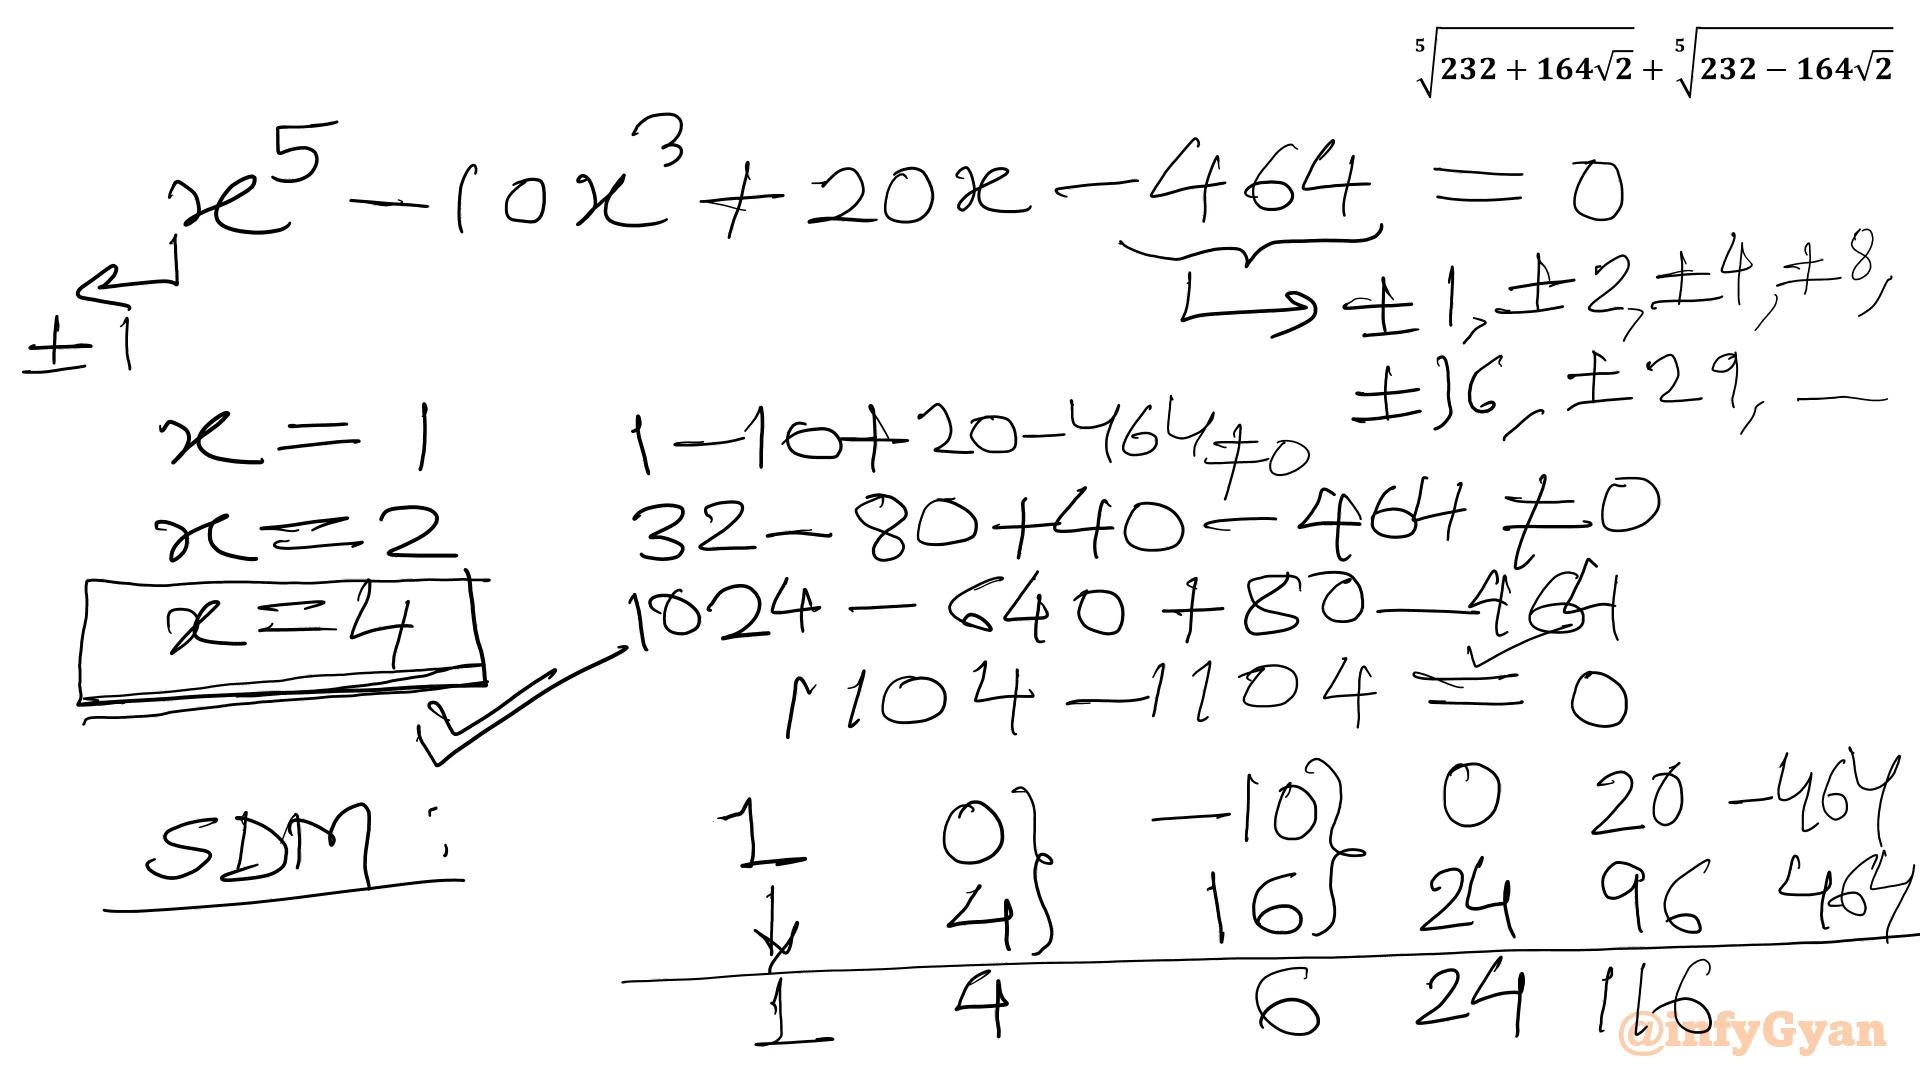 ⁵√(232 + 164√2) + ⁵√(232 − 164√2)
x⁵ − 10x³ + 20x − 464 = 0
±1, ±2, ±4, ±8,
±1
±16, ±29, —
x = 1 1 − 10 + 20 − 464 ≠ 0
x = 2 32 − 80 + 40 − 464 ≠ 0
x = 4 1024 − 640 + 80 − 464
1104 − 1104 = 0
SDM :
1 0 −10 0 20 −464
4 16 24 96 464
1 4 6 24 116
@infyGyan